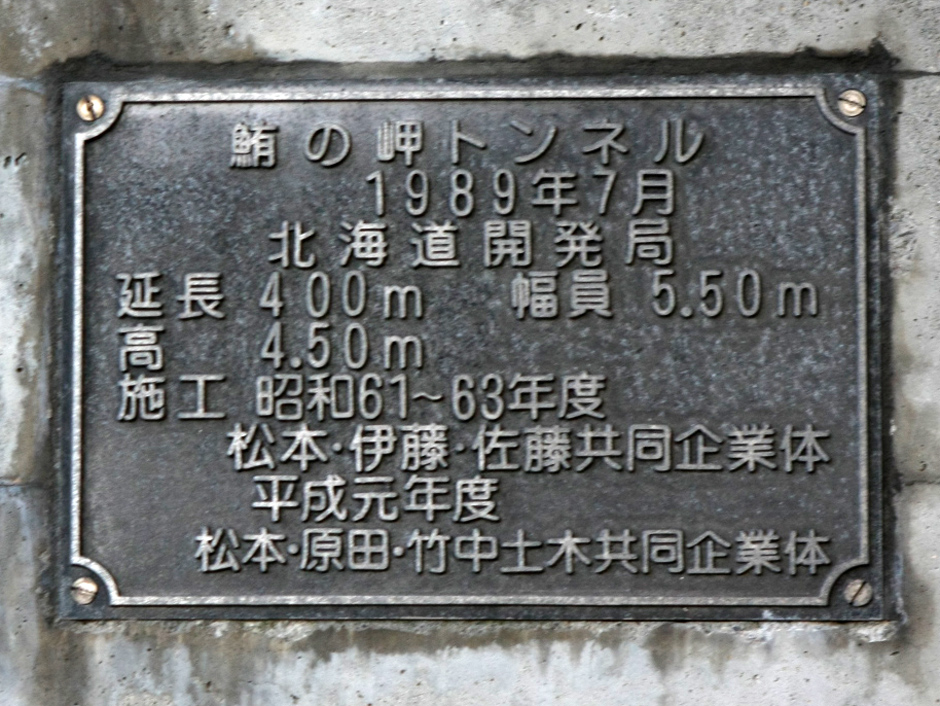 鮪の岬トンネル
1989年7月
北海道開発局
延長 400m 幅員 5.50m
高 4.50m
施工 昭和61~63年度
松本・伊藤・佐藤共同企業体
平成元年度
松本・原田・竹中土木共同企業体